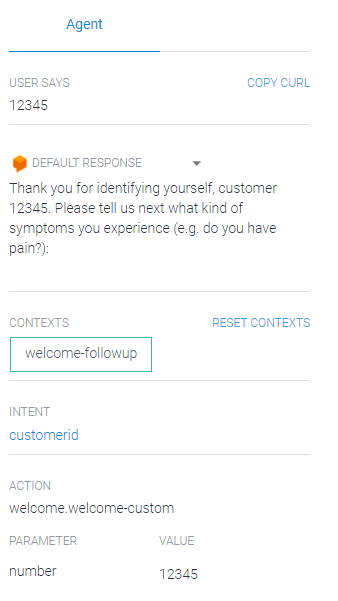 Agent
USER SAYS COPY CURL
12345
DEFAULT RESPONSE
Thank you for identifying yourself, customer
12345. Please tell us next what kind of
symptoms you experience (e.g. do you have
pain?):
CONTEXTS RESET CONTEXTS
welcome-followup
INTENT
customerid
ACTION
welcome.welcome-custom
PARAMETER VALUE
number 12345